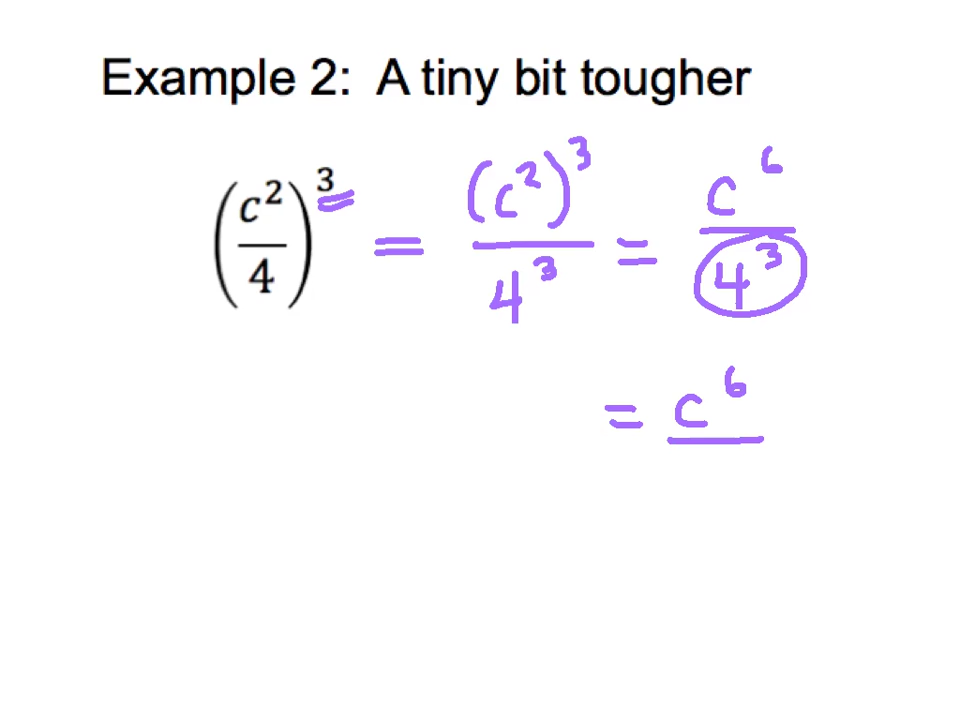 Example 2: A tiny bit tougher
(c²/4)³ = (c²)³/4³ = c⁶/4³
= c⁶/